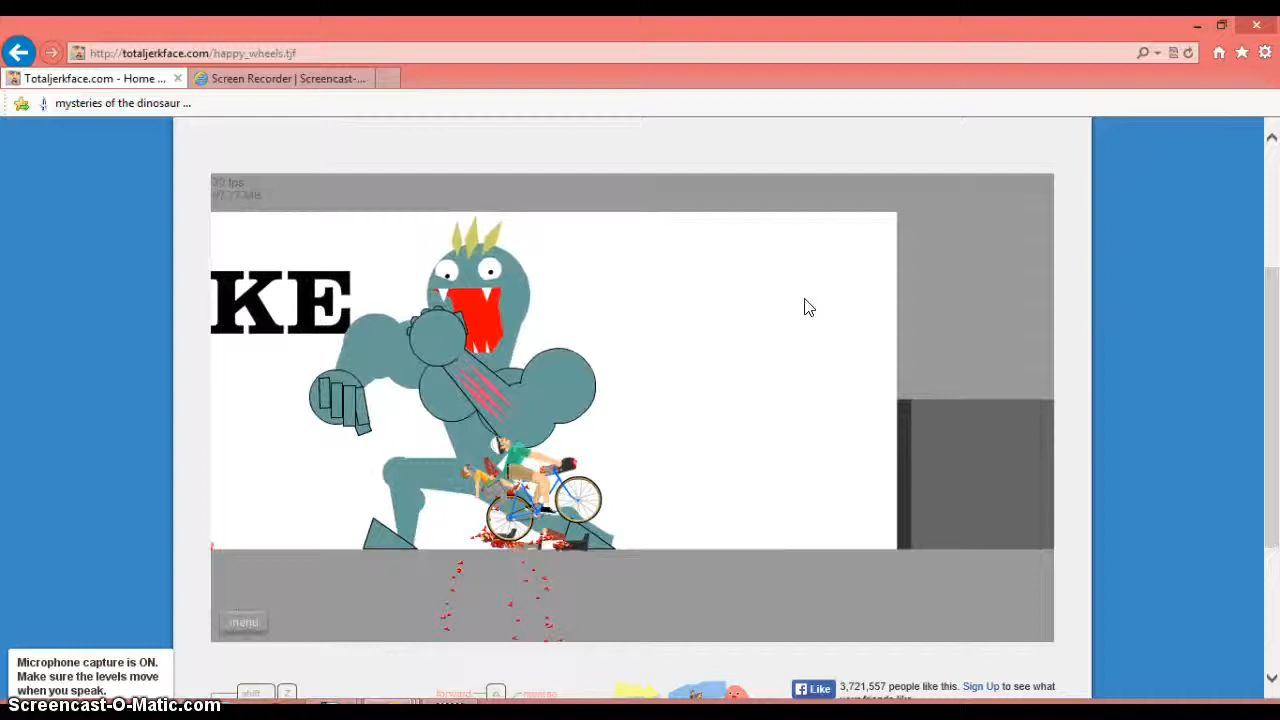 http://totaljerkface.com/happy_wheels.tjf
Totaljerkface.com - Home ...
Screen Recorder | Screencast-...
mysteries of the dinosaur ...
KE
menu
Microphone capture is ON.
Make sure the levels move
when you speak.
shift
Z
forward
Like
3,721,557 people like this. Sign Up to see what
Screencast-O-Matic.com